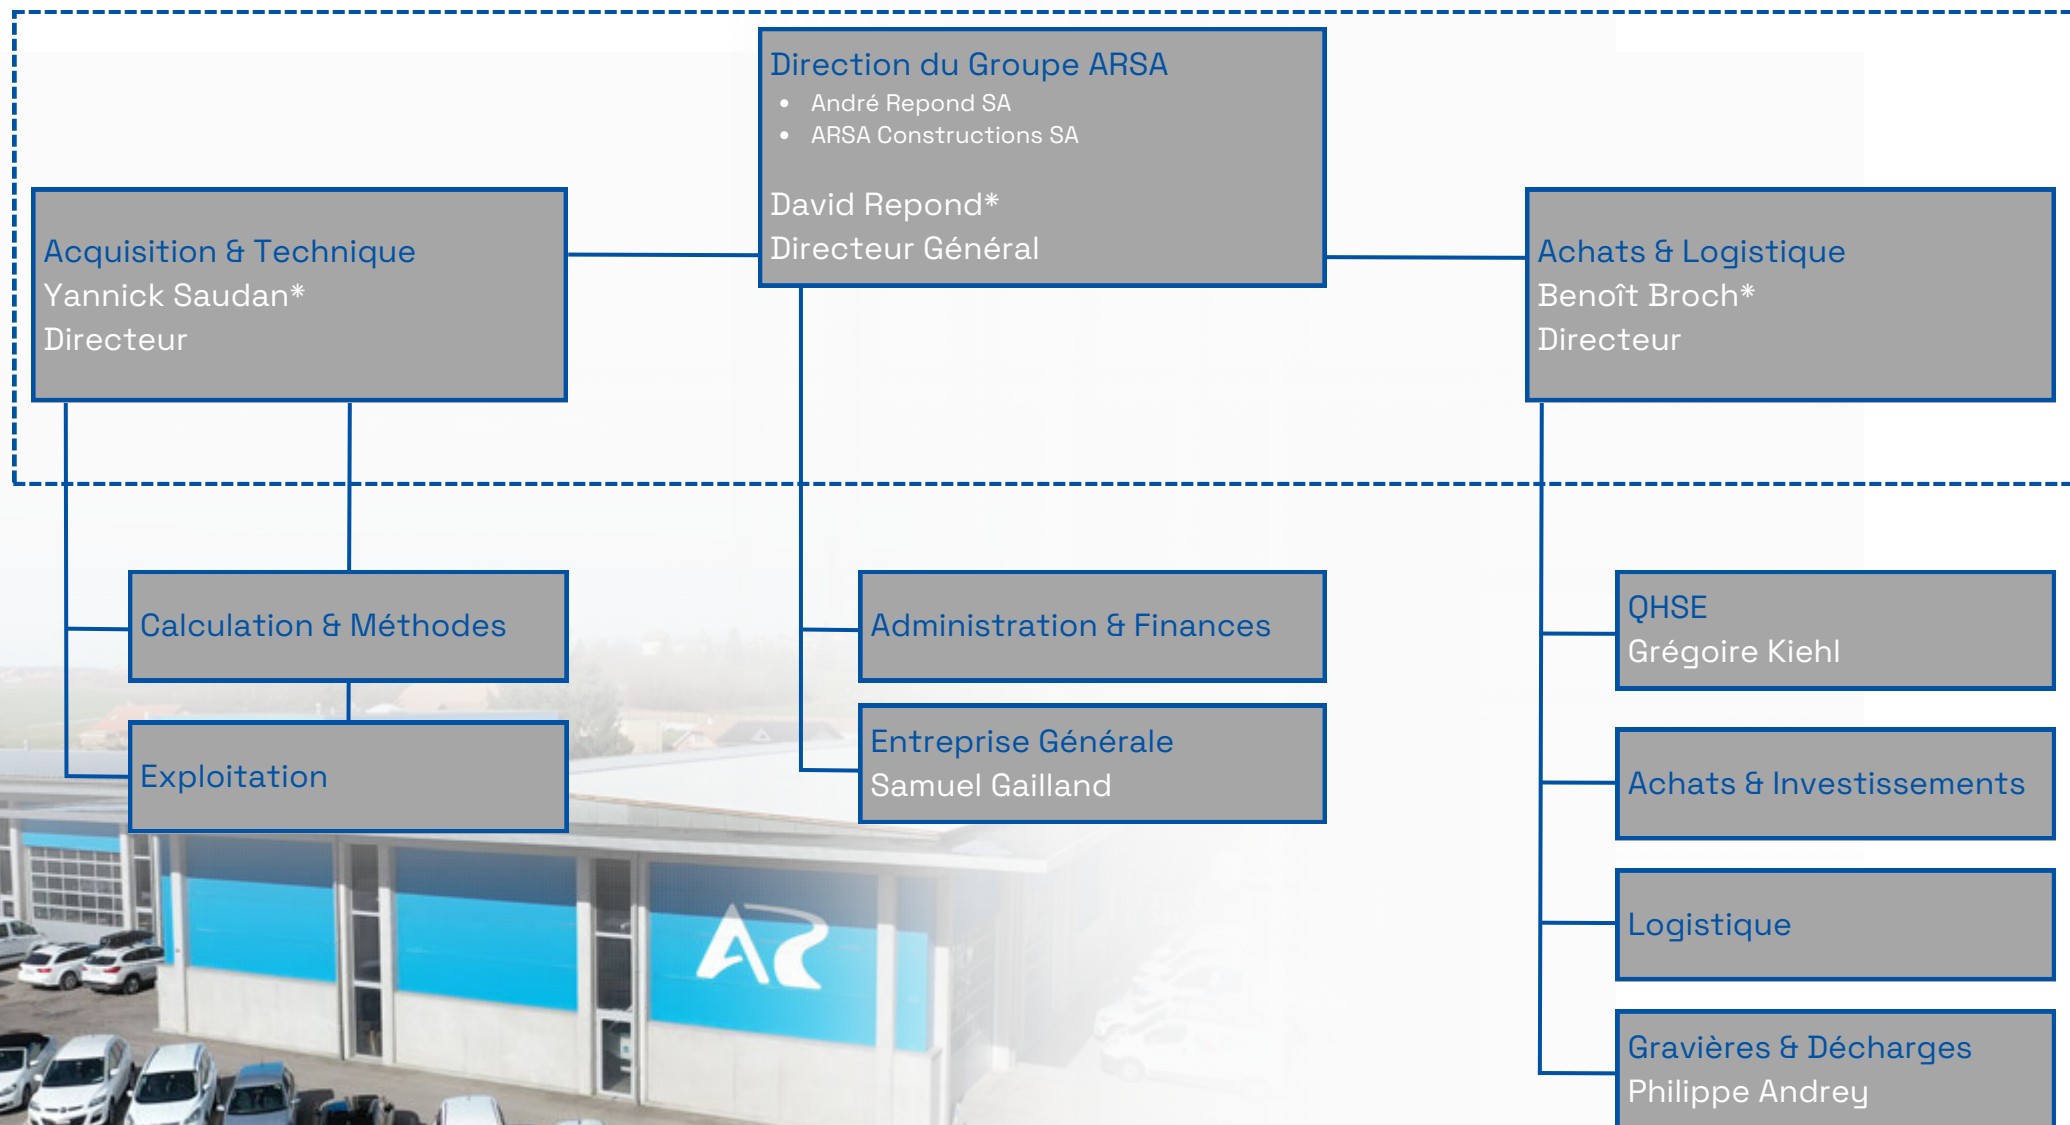 Direction du Groupe ARSA
• André Repond SA
• ARSA Constructions SA
David Repond*
Directeur Général
Acquisition & Technique
Yannick Saudan*
Directeur
Achats & Logistique
Benoît Broch*
Directeur
Calculation & Méthodes
Exploitation
Administration & Finances
Entreprise Générale
Samuel Gailland
QHSE
Grégoire Kiehl
Achats & Investissements
Logistique
Gravières & Décharges
Philippe Andrey
AR